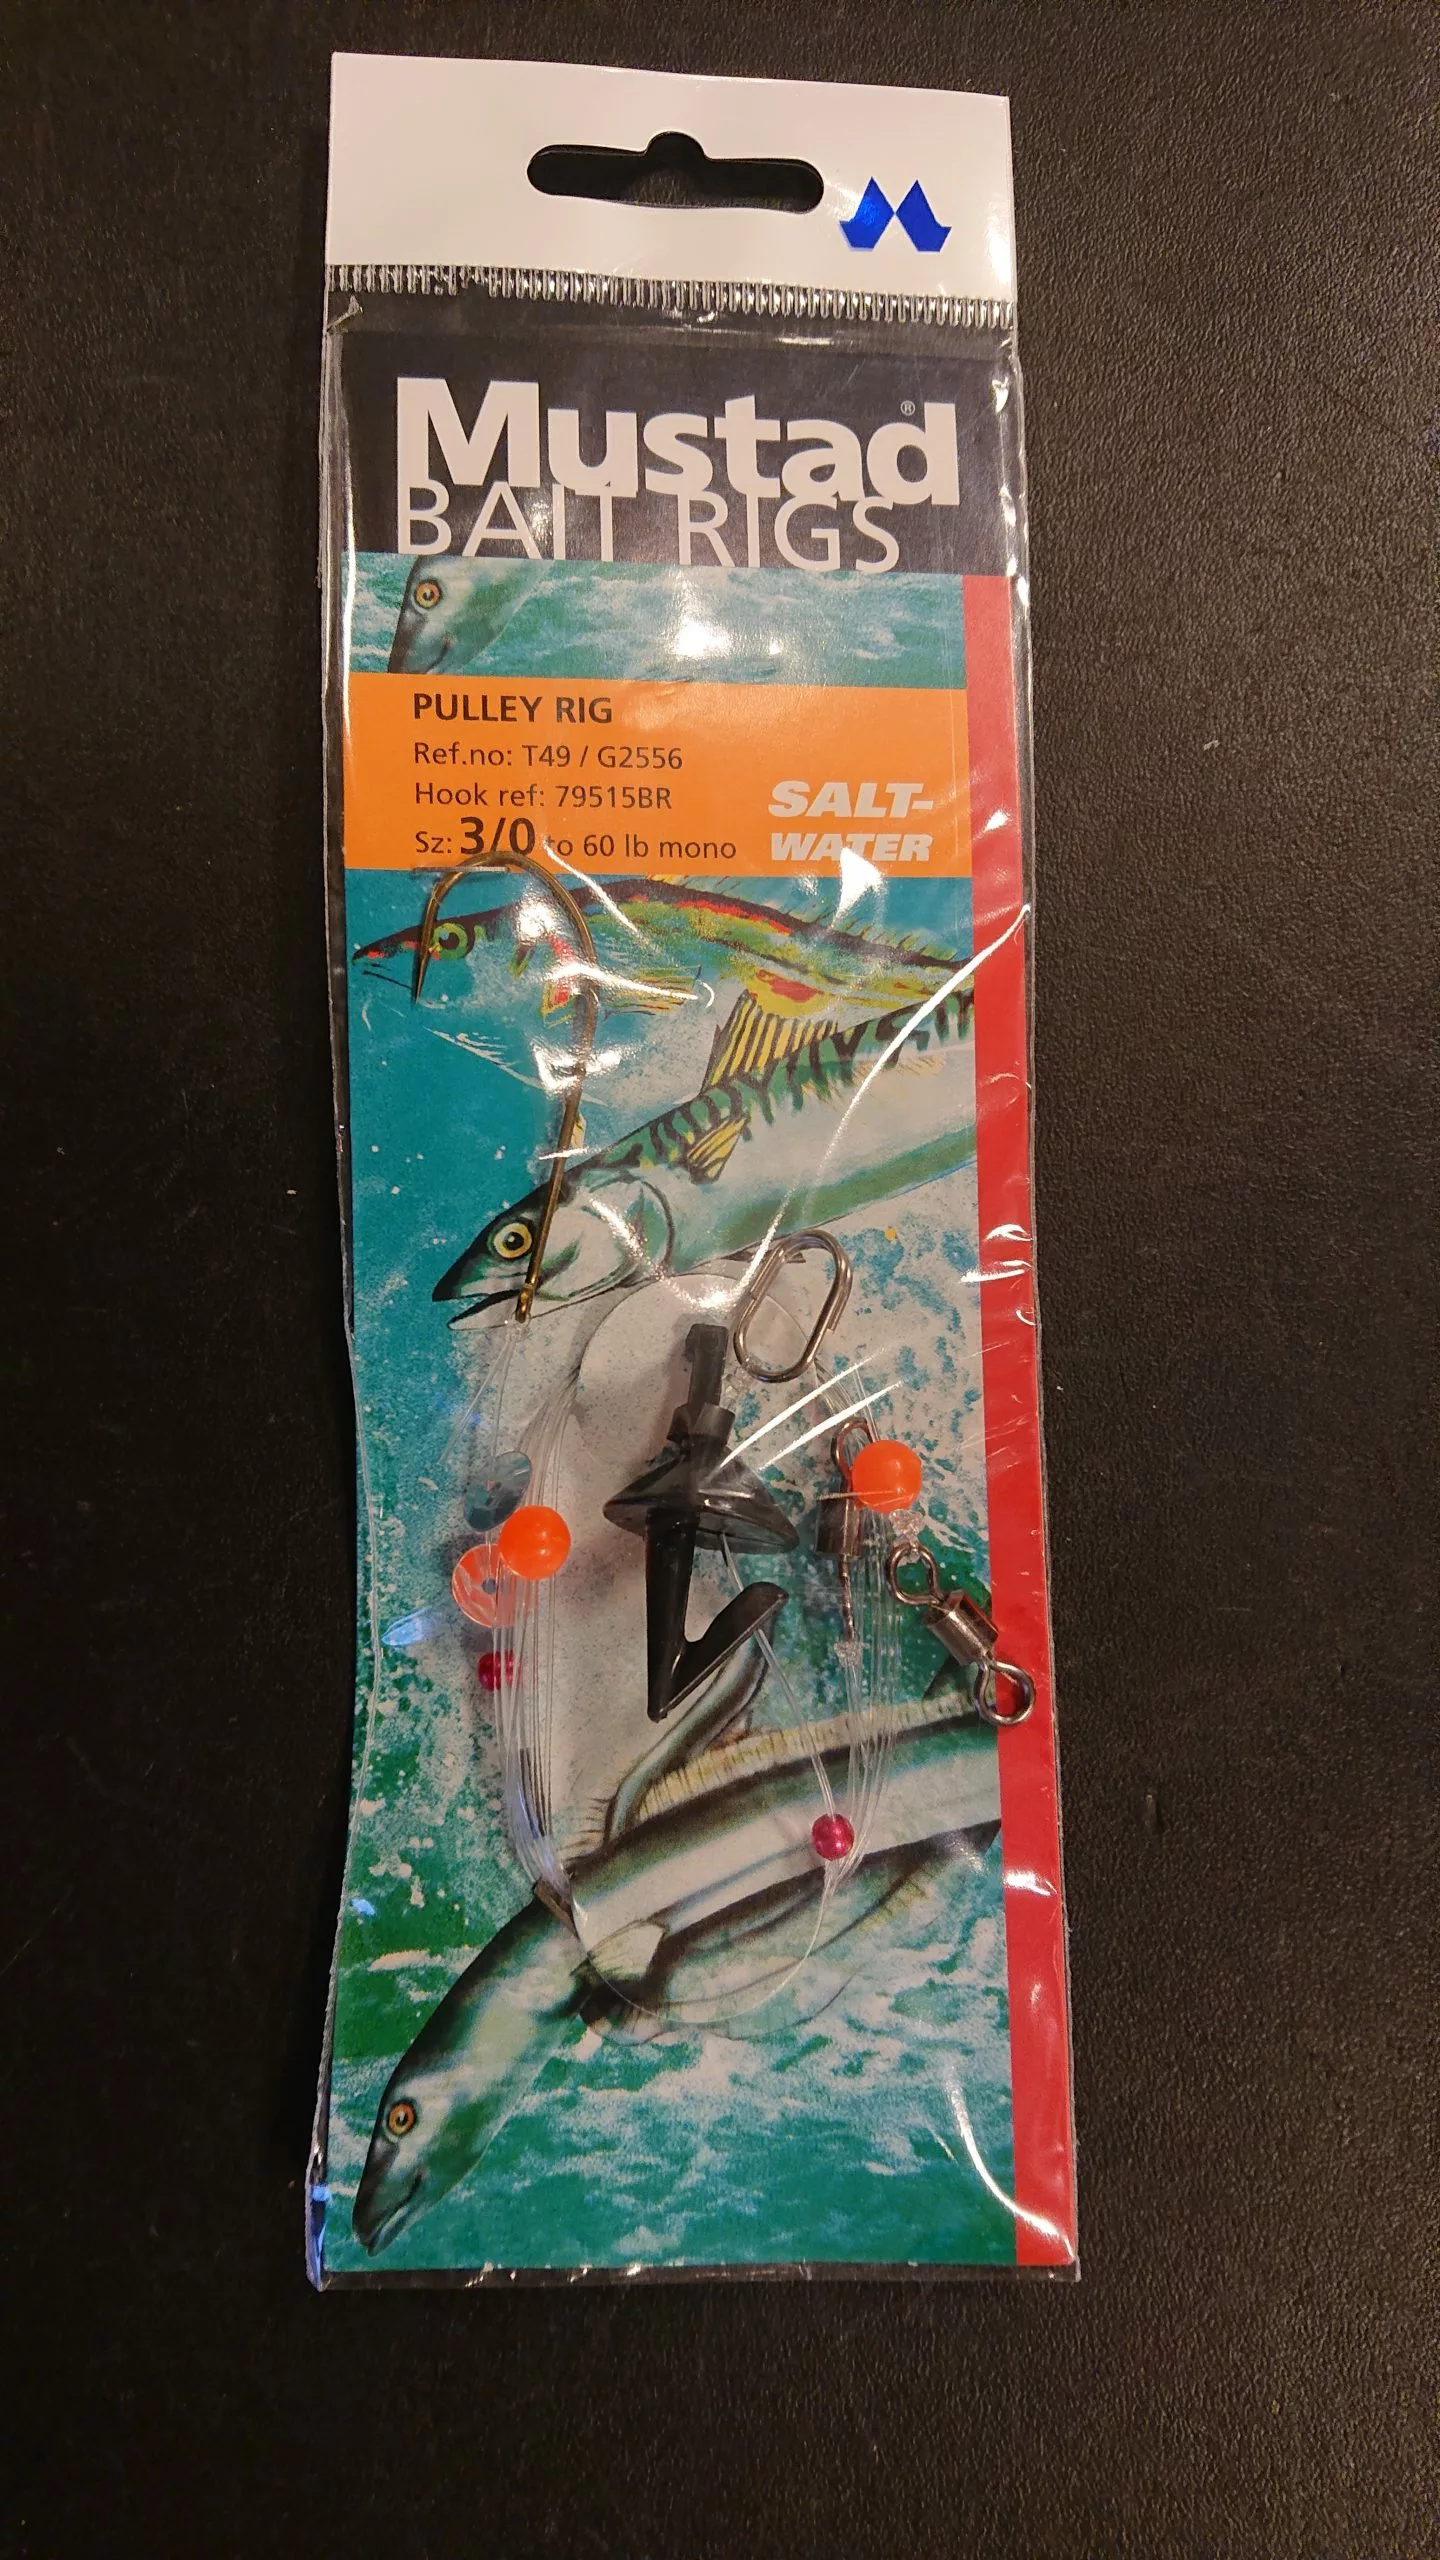 Mustad®
BAIT RIGS
PULLEY RIG
Ref.no: T49 / G2556
Hook ref: 79515BR
Sz: 3/0 to 60 lb mono
SALT-
WATER